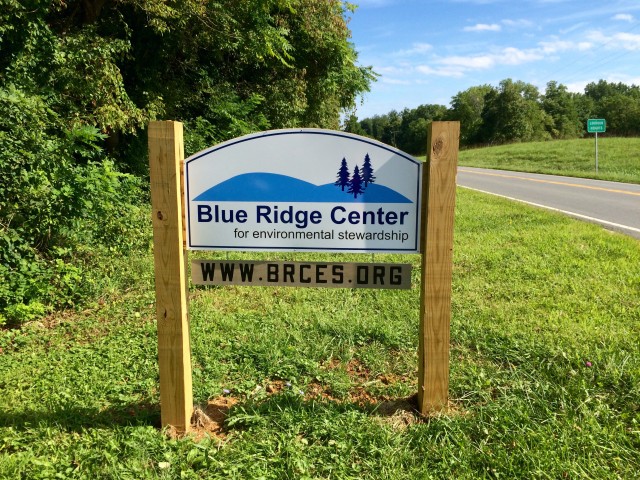 Blue Ridge Center
for environmental stewardship
WWW.BRCES.ORG